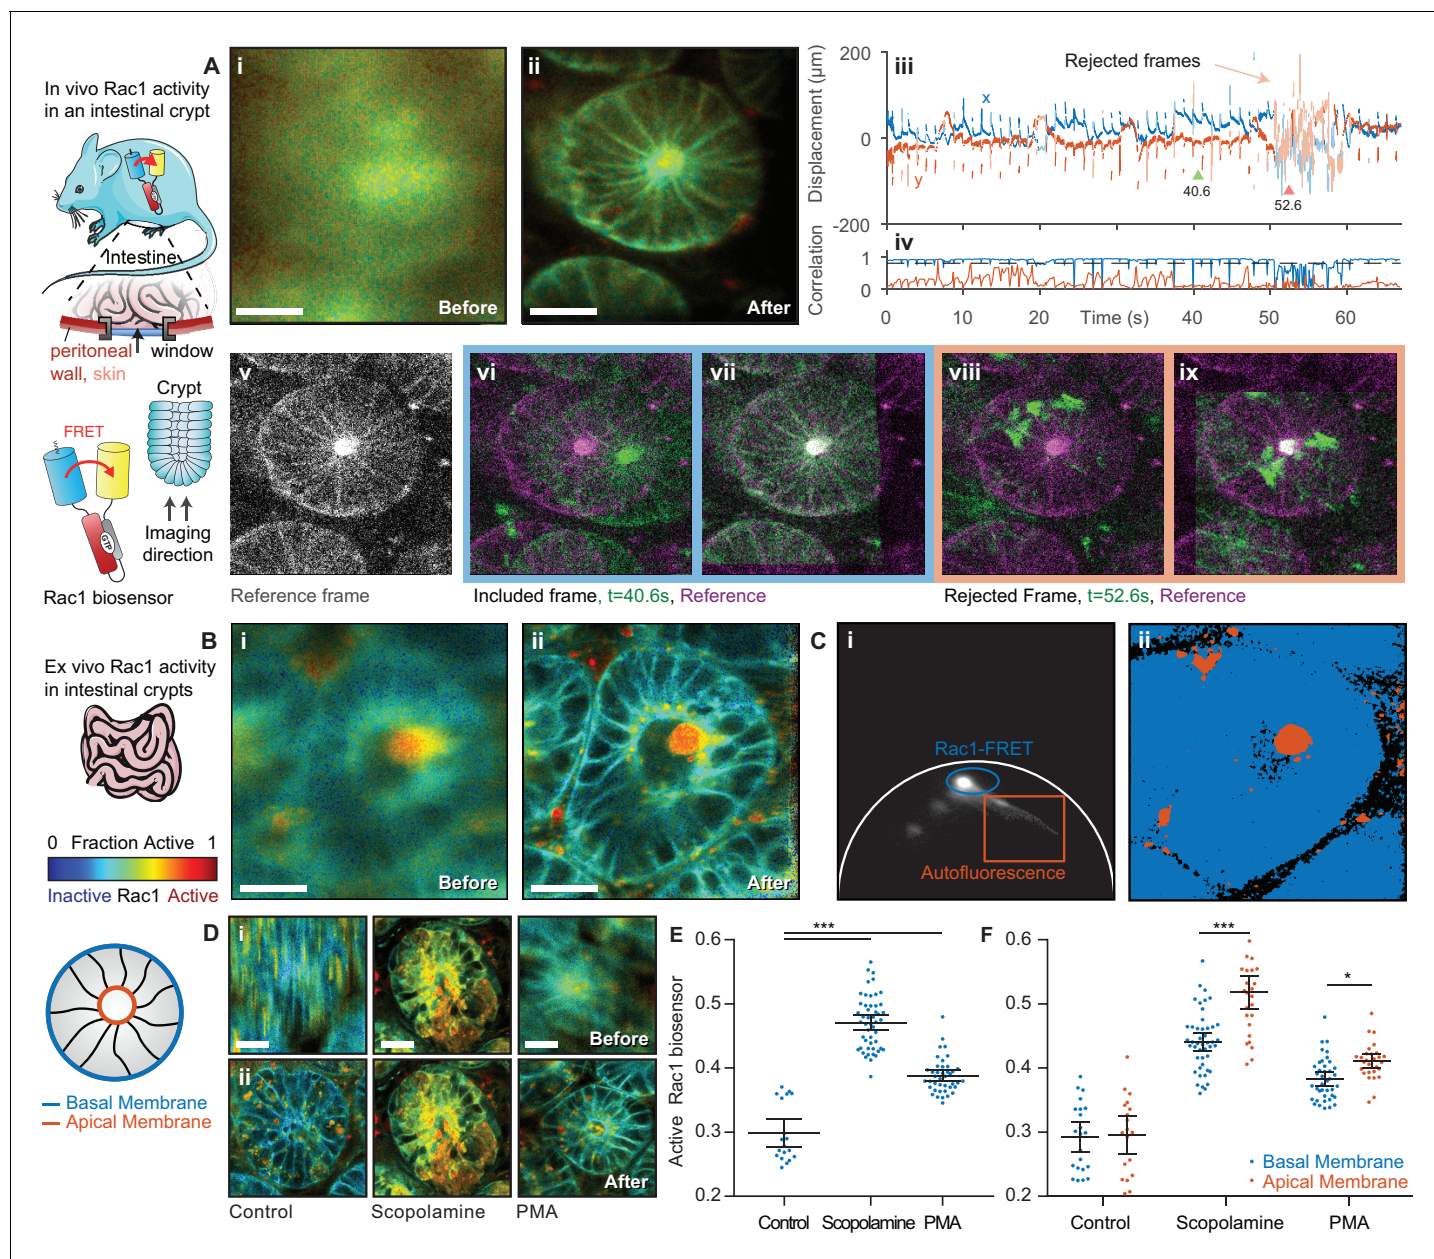 A
In vivo Rac1 activity
in an intestinal crypt
Intestine
peritoneal
wall, skin
window
Crypt
FRET
GTP
Imaging
direction
Rac1 biosensor
i
Before
ii
After
iii
Displacement (µm)
200
0
-200
x
y
Rejected frames
40.6
52.6
iv
Correlation
1
0
0
10
20
Time (s)
40
50
60
v
Reference frame
vi
vii
Included frame, t=40.6s, Reference
viii
ix
Rejected Frame, t=52.6s, Reference
B
Ex vivo Rac1 activity
in intestinal crypts
0 Fraction Active 1
Inactive Rac1 Active
i
Before
ii
After
C
i
Rac1-FRET
Autofluorescence
ii
Basal Membrane
Apical Membrane
D
i
Before
ii
After
Control
Scopolamine
PMA
E
Active Rac1 biosensor
0.6
0.5
0.4
0.3
0.2
***
Control
Scopolamine
PMA
F
0.6
0.5
0.4
0.3
0.2
***
*
Basal Membrane
Apical Membrane
Control
Scopolamine
PMA